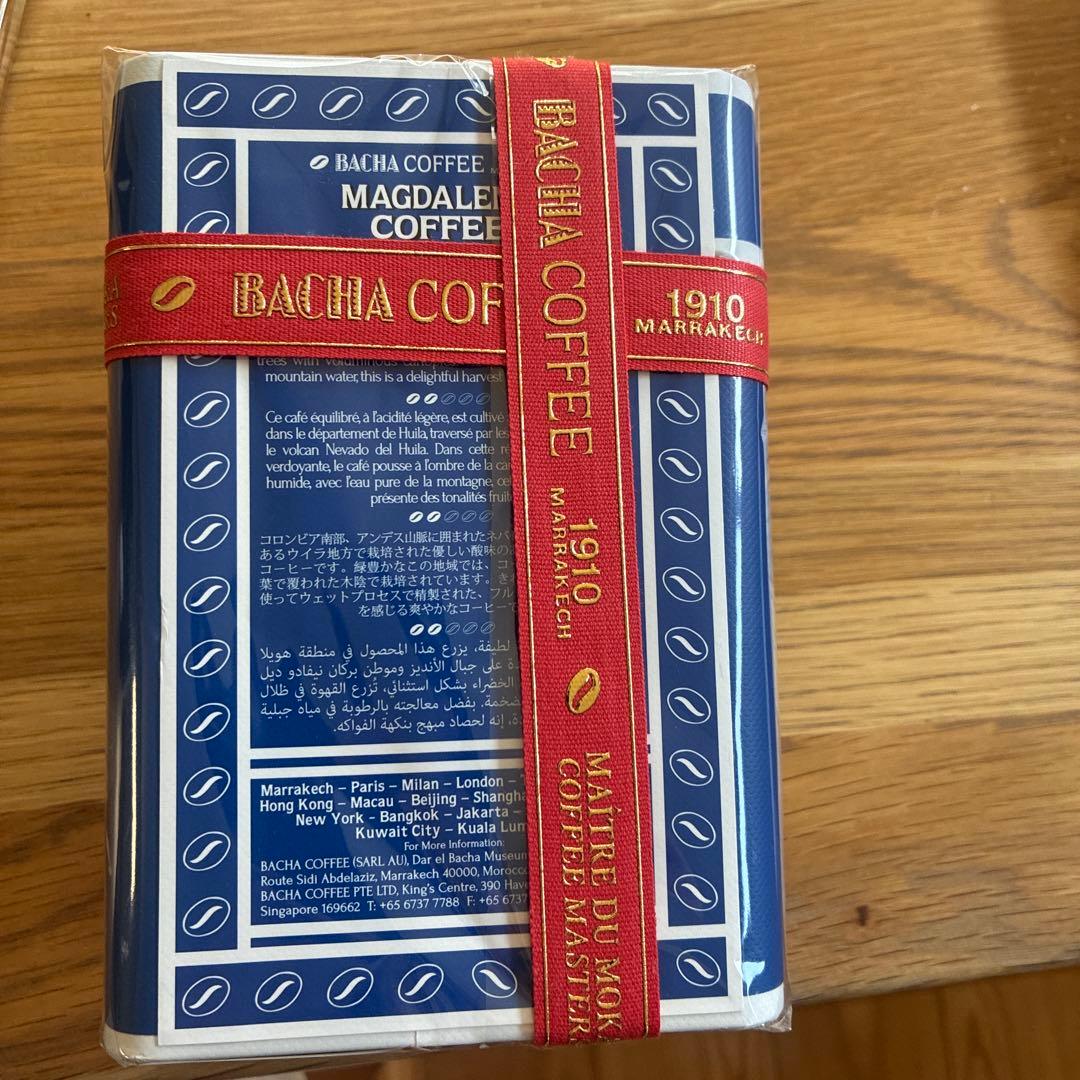 BACHA COFFEE
MAGDALE
COFFEE
BACHA COF
1910
MARRAKECH
BACHA COFFEE
1910
MARRAKECH
MAÎTRE DU MOK
COFFEE MASTER
trees with voluminous
mountain water, this is a delightful harvest
Ce café équilibré, à l'acidité légère, est cultivé
dans le département de Huila, traversé par les
le volcan Nevado del Huila. Dans cette
verdoyante, le café pousse à l'ombre de la
humide, avec l'eau pure de la montagne,
présente des tonalités
コロンビア南部、アンデス山脈に囲まれたネバ
あるウイラ地方で栽培された優しい酸味の
コーヒーです。緑豊かなこの地域では、コ
葉で覆われた木陰で栽培されています。き
使ってウェットプロセスで精製された、フル
を感じる爽やかなコーヒーで
لطيفة، يزرع هذا المحصول في منطقة هويلا
على جبال الأنديز وموطن بركان نيفادو ديل
الخضراء بشكل استثنائي، تُزرع القهوة في ظلال
بفضل معالجته بالرطوبة في مياه جبلية
إنه لحصاد مبهج بنكهة الفواكه.
Marrakech – Paris – Milan – London –
Hong Kong – Macau – Beijing – Shangha
New York - Bangkok – Jakarta –
Kuwait City – Kuala Lum
For More Information:
BACHA COFFEE (SARL AU), Dar el Bacha Museum
Route Sidi Abdelaziz, Marrakech 40000, Morocco
BACHA COFFEE PTE LTD, King's Centre, 390 Have
Singapore 169662 T: +65 6737 7788 F: +65 6737